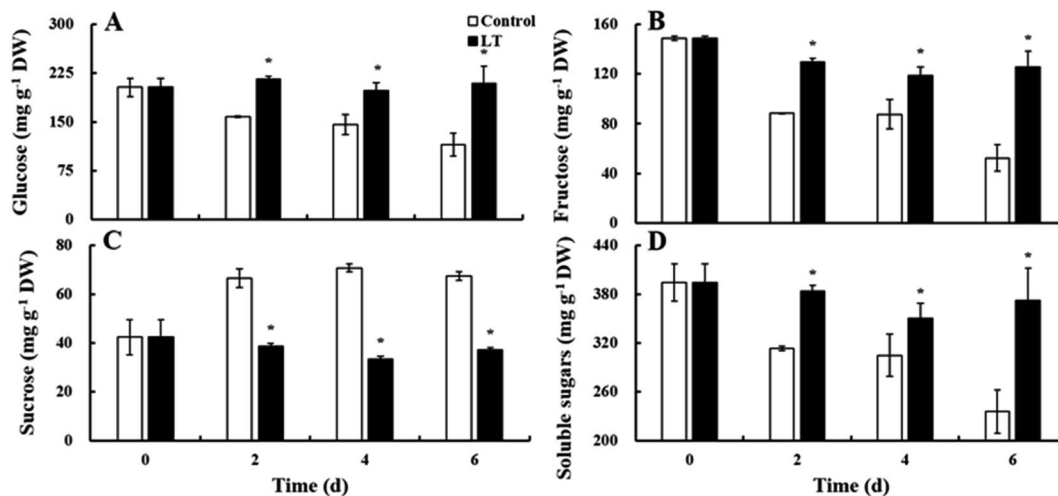 A
Control
LT
Glucose (mg g⁻¹ DW)
300
225
150
75
0
* * *
B
Fructose (mg g⁻¹ DW)
160
120
80
40
0
* * *
C
Sucrose (mg g⁻¹ DW)
80
60
40
20
0
* * *
0 2 4 6
Time (d)
D
Soluble sugars (mg g⁻¹ DW)
440
380
320
260
200
* * *
0 2 4 6
Time (d)